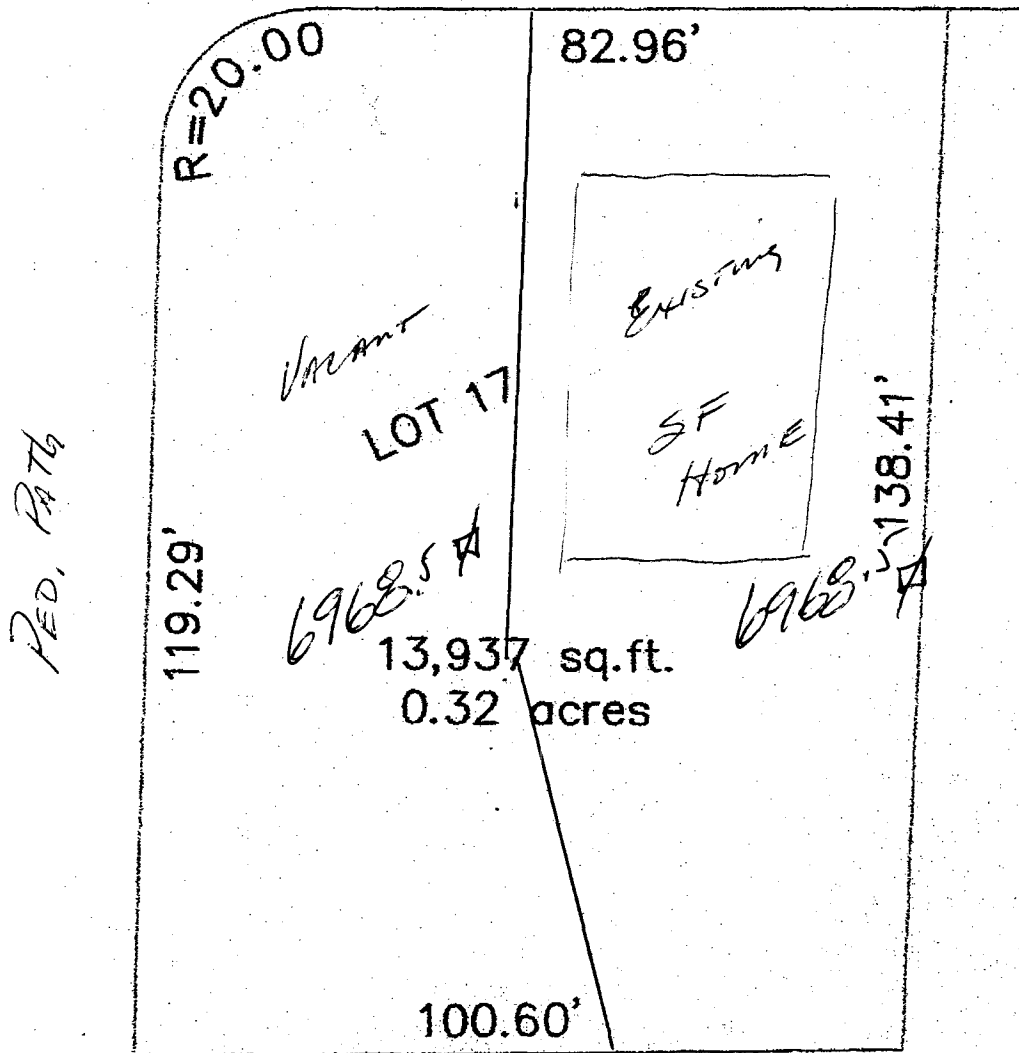 R=20.00
82.96'
EXISTING
VACANT
LOT 17
SF
HOME
138.41'
PED. PATH
119.29'
6968.5
6968.5
13,937 sq.ft.
0.32 acres
100.60'